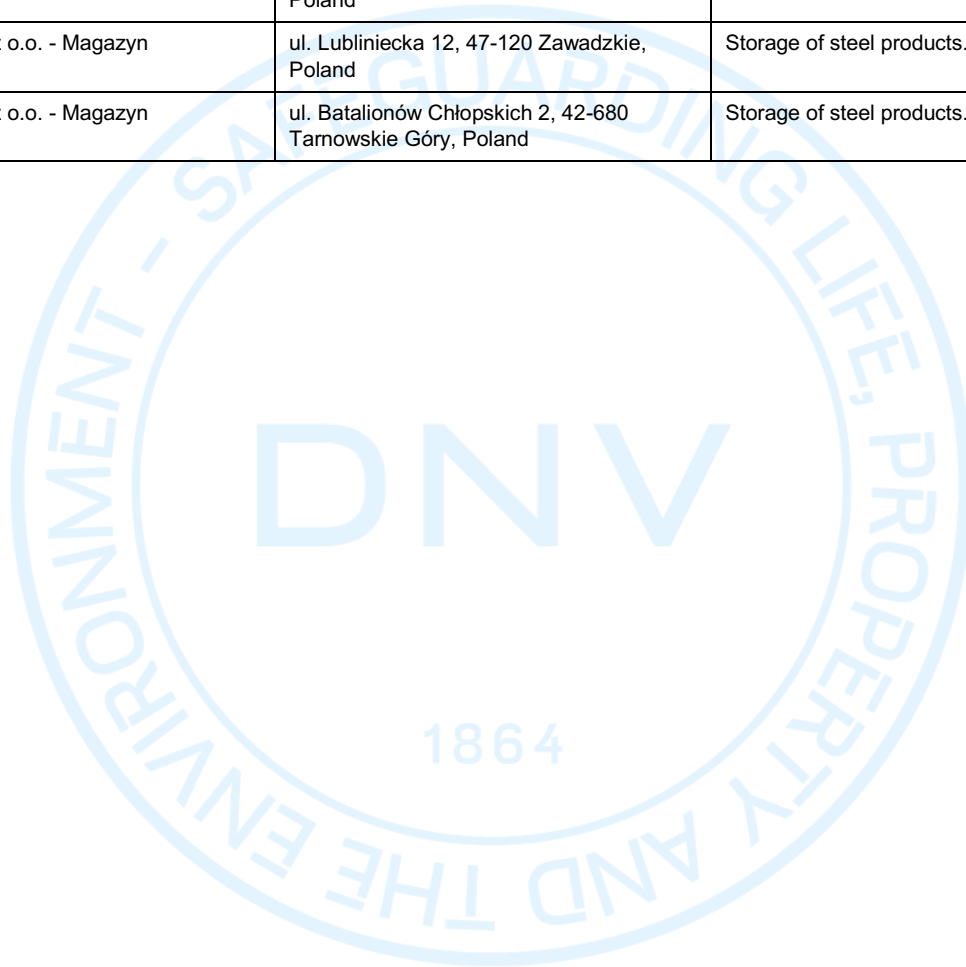 Poland
o.o. - Magazyn
ul. Lubliniecka 12, 47-120 Zawadzkie,
Poland
Storage of steel products.
o.o. - Magazyn
ul. Batalionów Chłopskich 2, 42-680
Tarnowskie Góry, Poland
Storage of steel products.
SAFEGUARDING LIFE, PROPERTY AND THE ENVIRONMENT -
DNV
1864